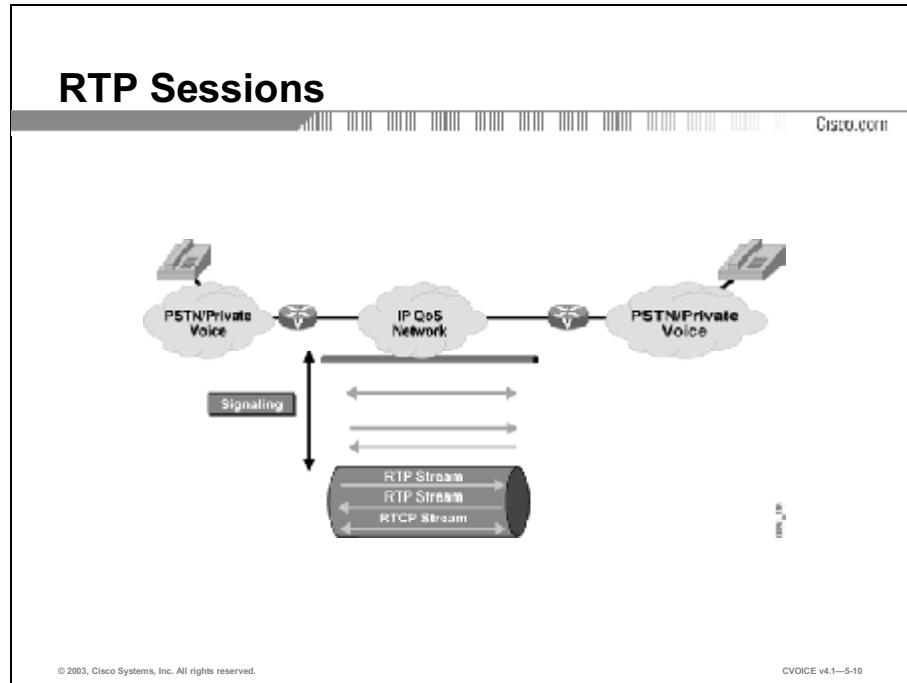 RTP Sessions
Cisco.com
PSTN/Private
Voice
IP QoS
Network
PSTN/Private
Voice
Signaling
RTP Stream
RTP Stream
RTCP Stream
© 2003, Cisco Systems, Inc. All rights reserved.
CVOICE v4.1—5-10